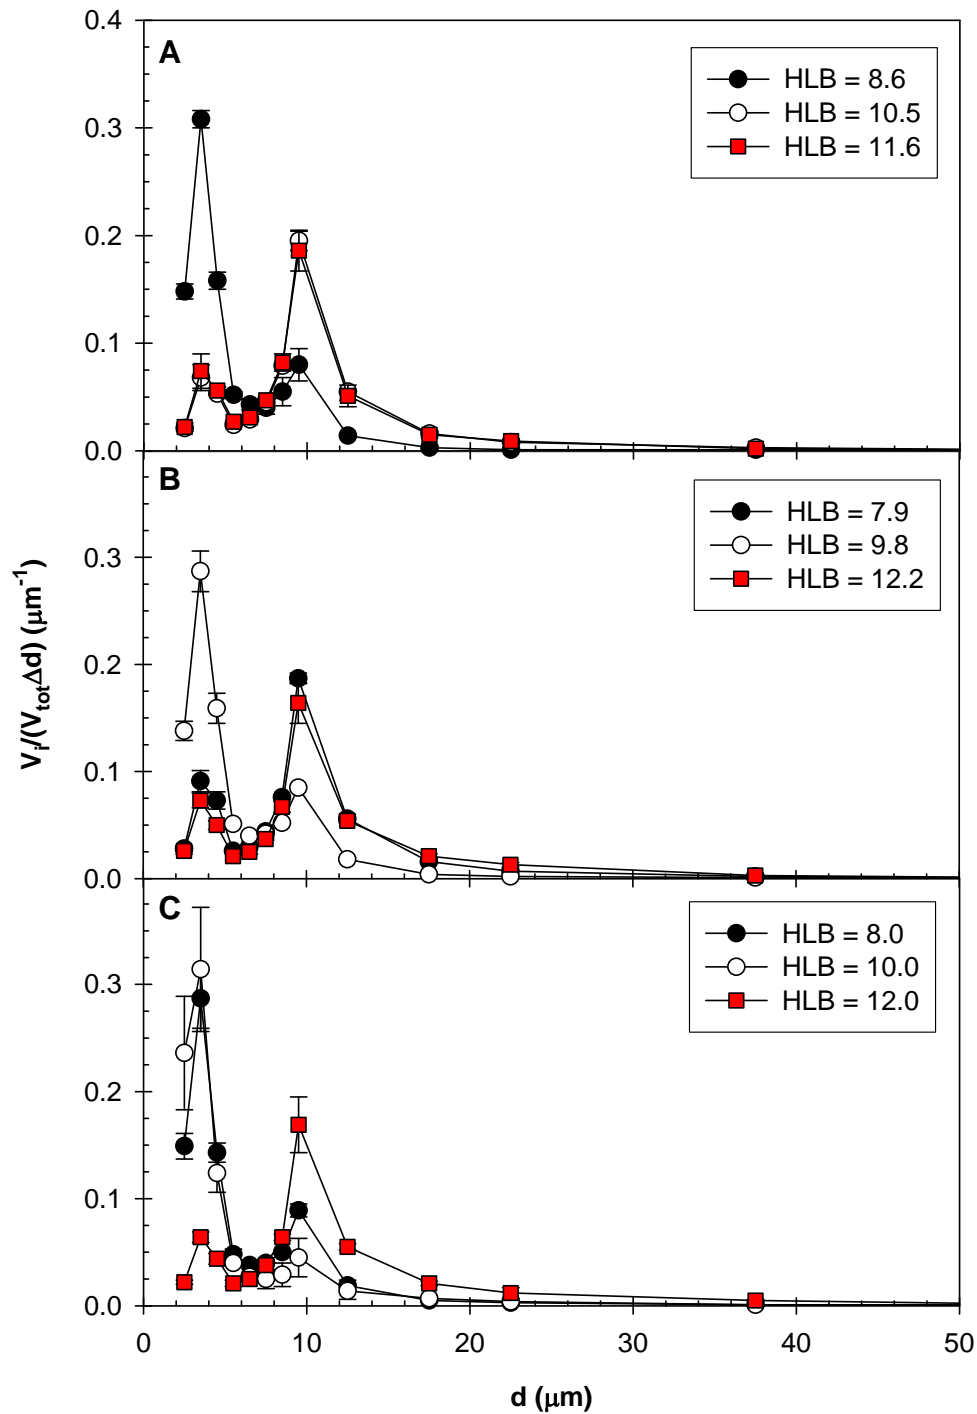 A
HLB = 8.6
HLB = 10.5
HLB = 11.6
0.4
0.3
0.2
0.1
0.0
B
HLB = 7.9
HLB = 9.8
HLB = 12.2
0.3
0.2
0.1
0.0
C
HLB = 8.0
HLB = 10.0
HLB = 12.0
0.3
0.2
0.1
0.0
0 10 20 30 40 50
d (μm)
Vi/(VtotΔd) (μm⁻¹)